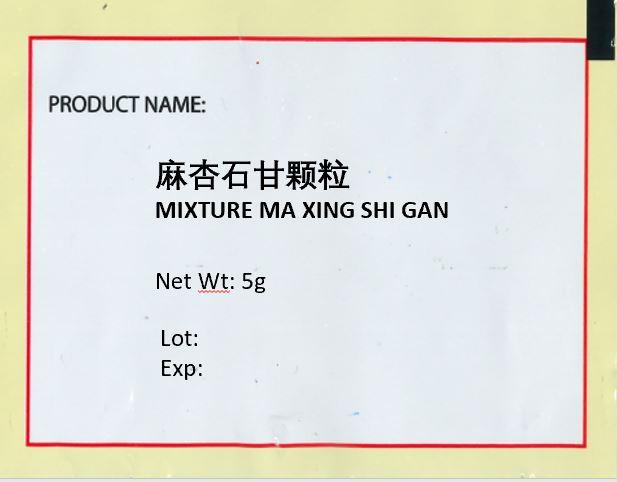 PRODUCT NAME:
麻杏石甘颗粒
MIXTURE MA XING SHI GAN
Net Wt: 5g
Lot:
Exp: